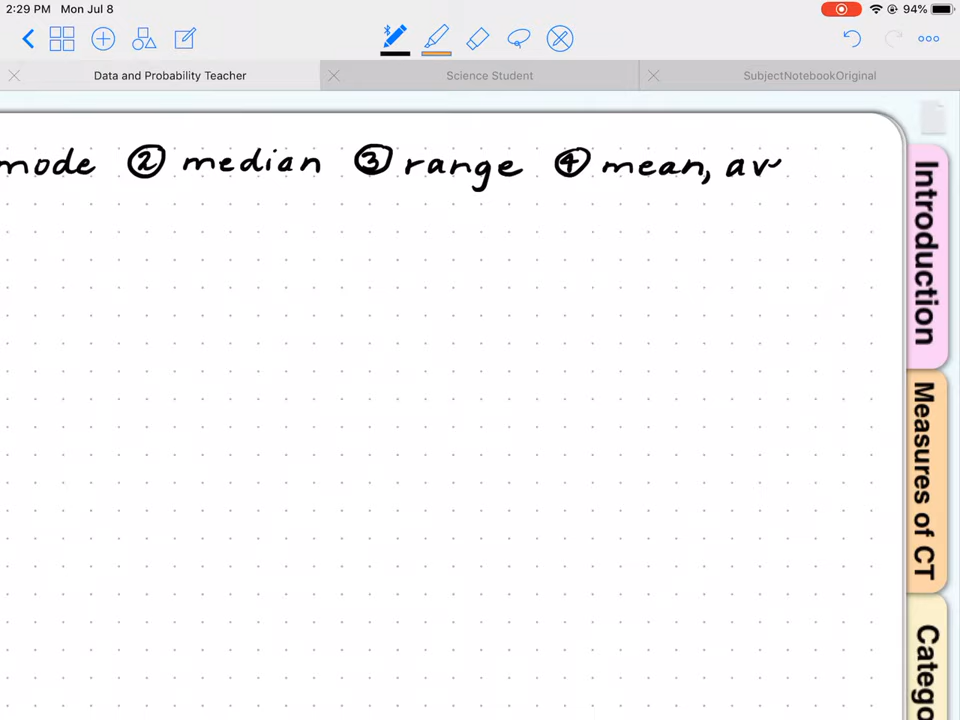 2:29 PM Mon Jul 8 94%
Data and Probability Teacher Science Student SubjectNotebookOriginal
mode ② median ③ range ④ mean, av
Introduction
Measures of CT
Catego